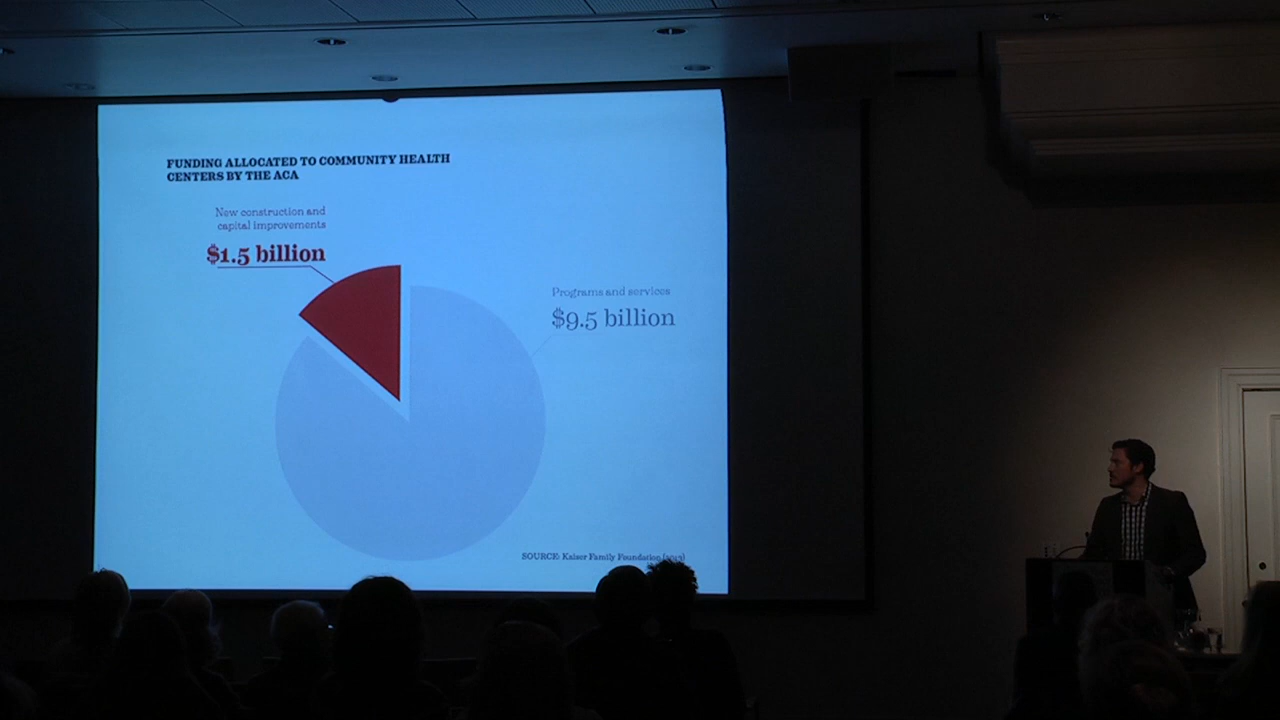 FUNDING ALLOCATED TO COMMUNITY HEALTH
CENTERS BY THE ACA
New construction and
capital improvements
$1.5 billion
Programs and services
$9.5 billion
SOURCE: Kaiser Family Foundation (2013)